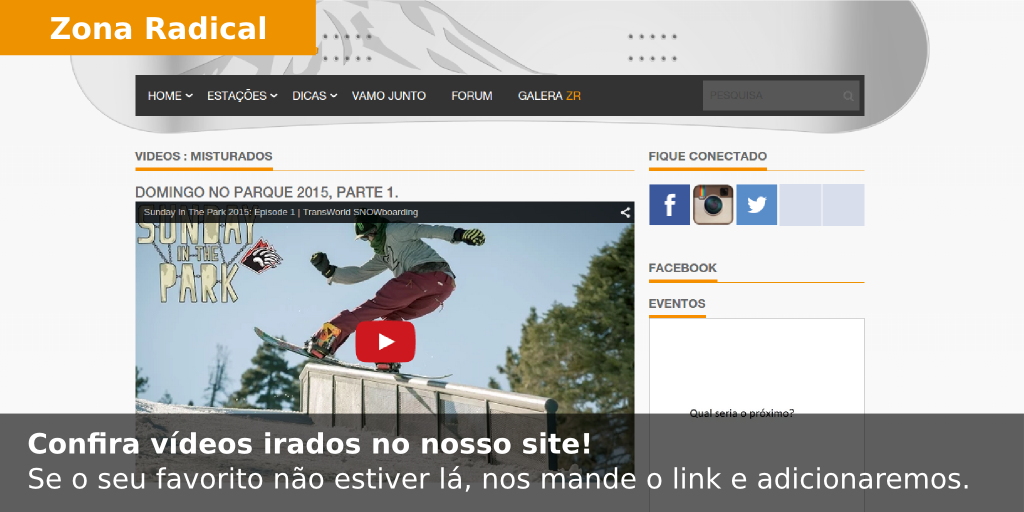 Zona Radical
HOME ESTAÇÕES DICAS VAMO JUNTO FORUM GALERA ZR PESQUISA
VIDEOS : MISTURADOS
DOMINGO NO PARQUE 2015, PARTE 1.
Sunday In The Park 2015: Episode 1 | TransWorld SNOWboarding
SUNDAY
IN THE
PARK
FIQUE CONECTADO
FACEBOOK
EVENTOS
Qual seria o próximo?
Confira vídeos irados no nosso site!
Se o seu favorito não estiver lá, nos mande o link e adicionaremos.